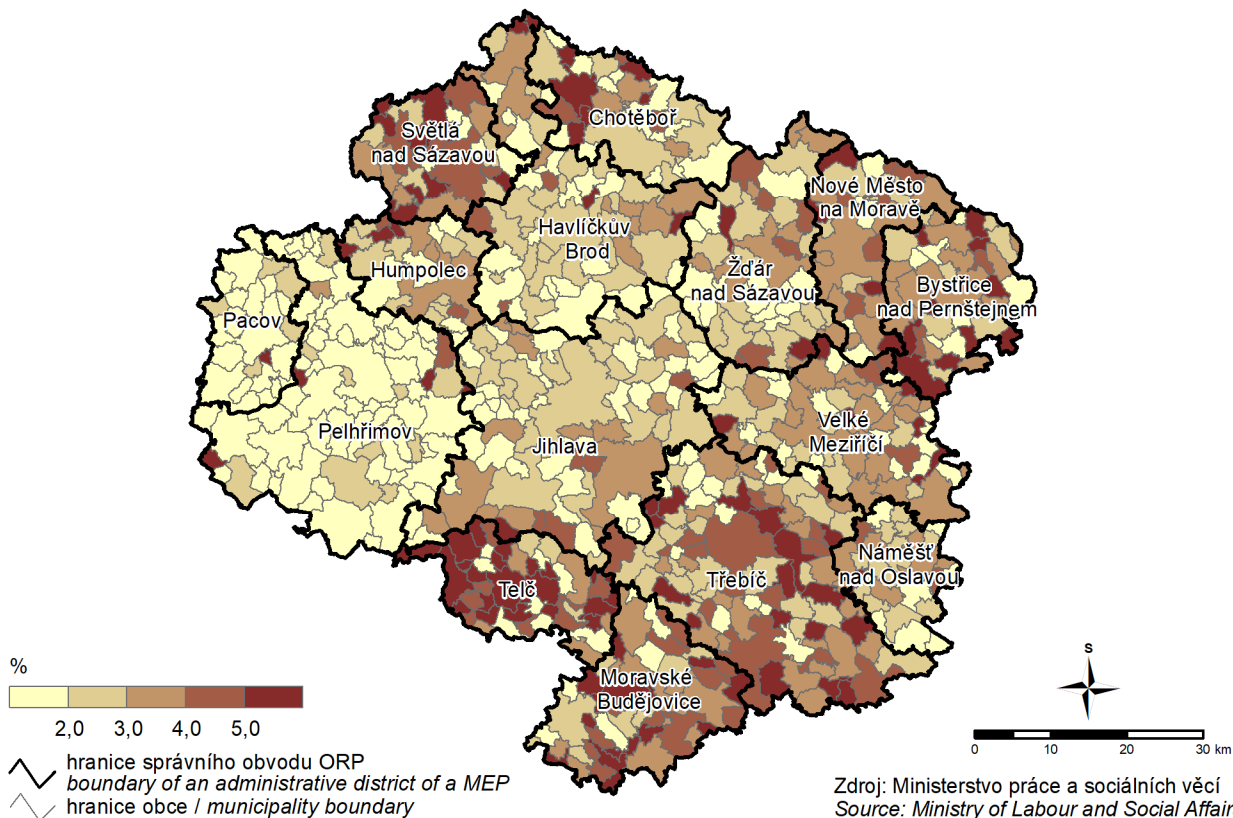 Chotěboř
Světlá
nad Sázavou
Nové Město
na Moravě
Havlíčkův
Brod
Humpolec
Žďár
nad Sázavou
Bystřice
nad Pernštejnem
Pacov
Pelhřimov
Jihlava
Velké
Meziříčí
Náměšť
nad Oslavou
Třebíč
Telč
Moravské
Budějovice
%
2,0 3,0 4,0 5,0
hranice správního obvodu ORP
boundary of an administrative district of a MEP
hranice obce / municipality boundary
S
0 10 20 30 km
Zdroj: Ministerstvo práce a sociálních věcí
Source: Ministry of Labour and Social Affair